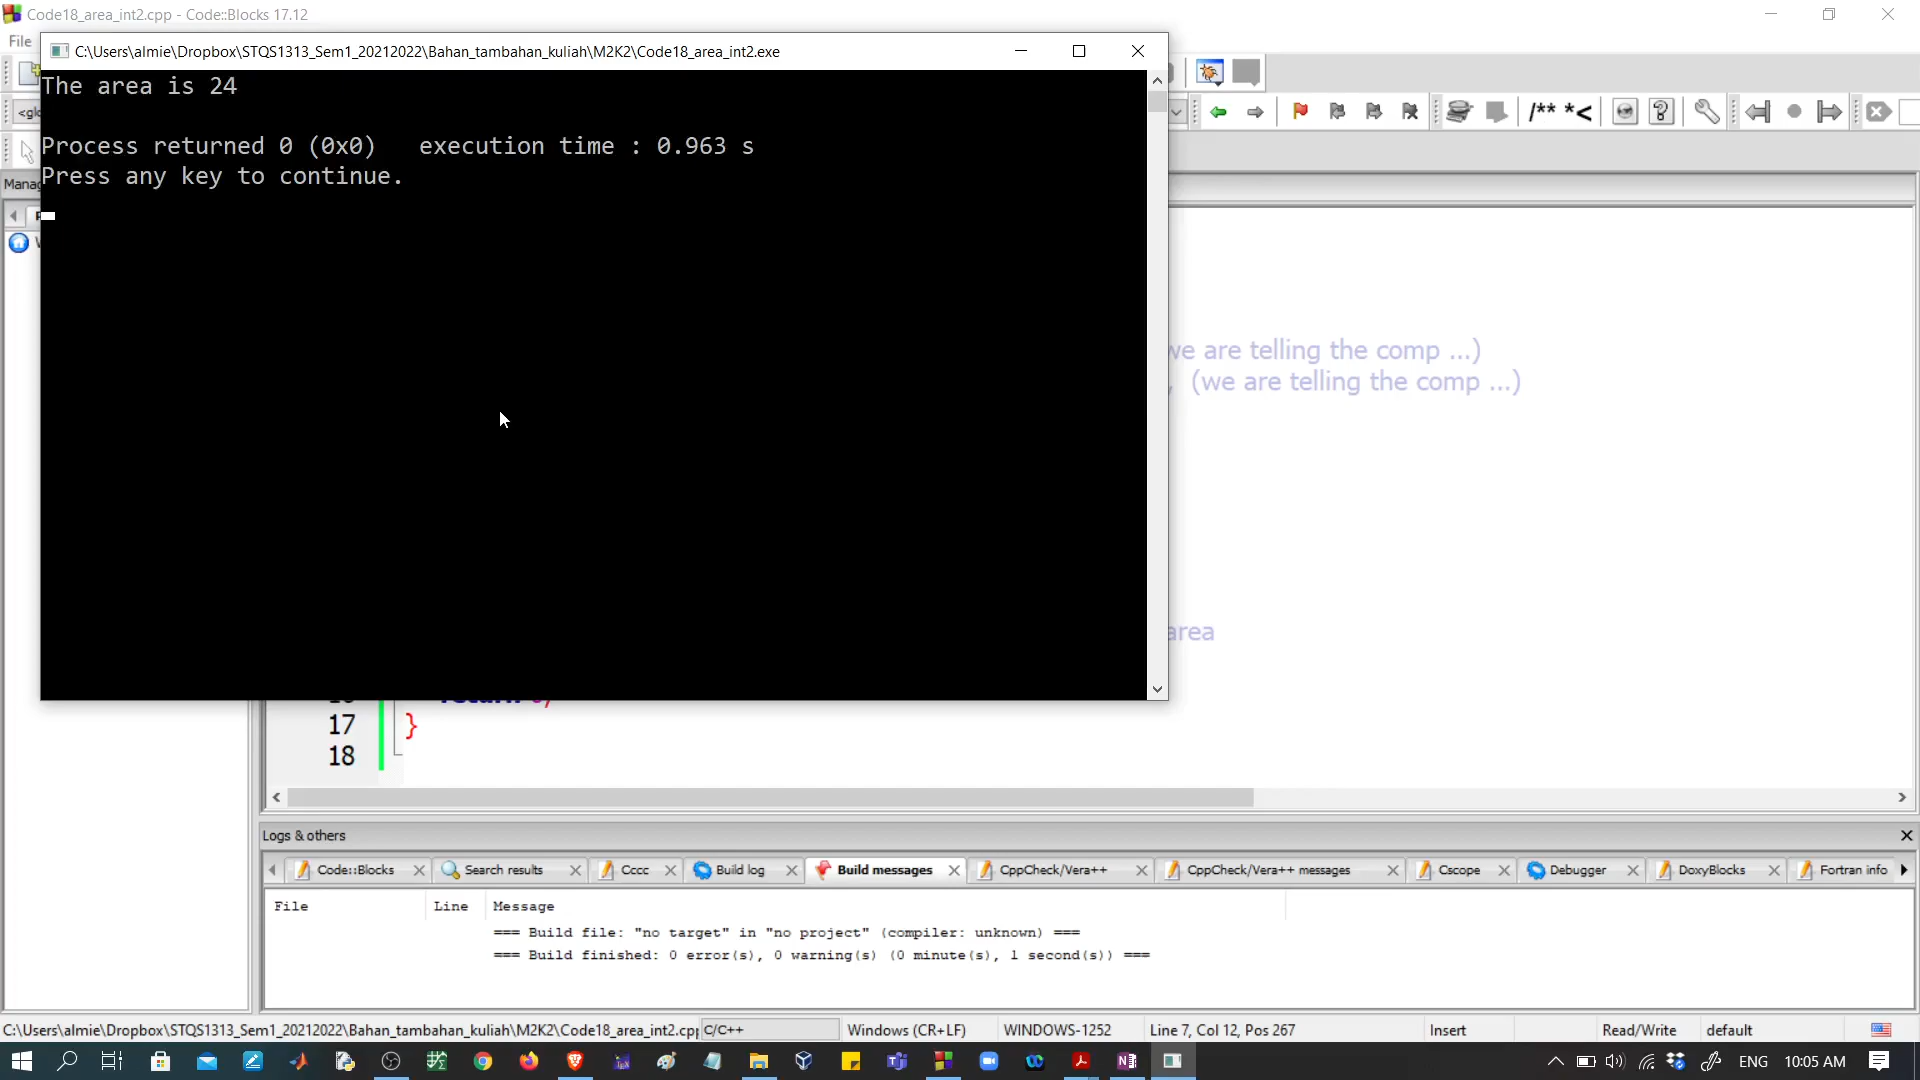 Code18_area_int2.cpp - Code::Blocks 17.12
File
C:\Users\almie\Dropbox\STQS1313_Sem1_20212022\Bahan_tambahan_kuliah\M2K2\Code18_area_int2.exe
The area is 24
Process returned 0 (0x0)   execution time : 0.963 s
Press any key to continue.
/** *<
Manag
we are telling the comp ...)
, (we are telling the comp ...)
area
17 }
18
Logs & others
Code::Blocks
Search results
Cccc
Build log
Build messages
CppCheck/Vera++
CppCheck/Vera++ messages
Cscope
Debugger
DoxyBlocks
Fortran info
File Line Message
=== Build file: "no target" in "no project" (compiler: unknown) ===
=== Build finished: 0 error(s), 0 warning(s) (0 minute(s), 1 second(s)) ===
C:\Users\almie\Dropbox\STQS1313_Sem1_20212022\Bahan_tambahan_kuliah\M2K2\Code18_area_int2.cpp
C/C++
Windows (CR+LF)
WINDOWS-1252
Line 7, Col 12, Pos 267
Insert
Read/Write
default
ENG
10:05 AM